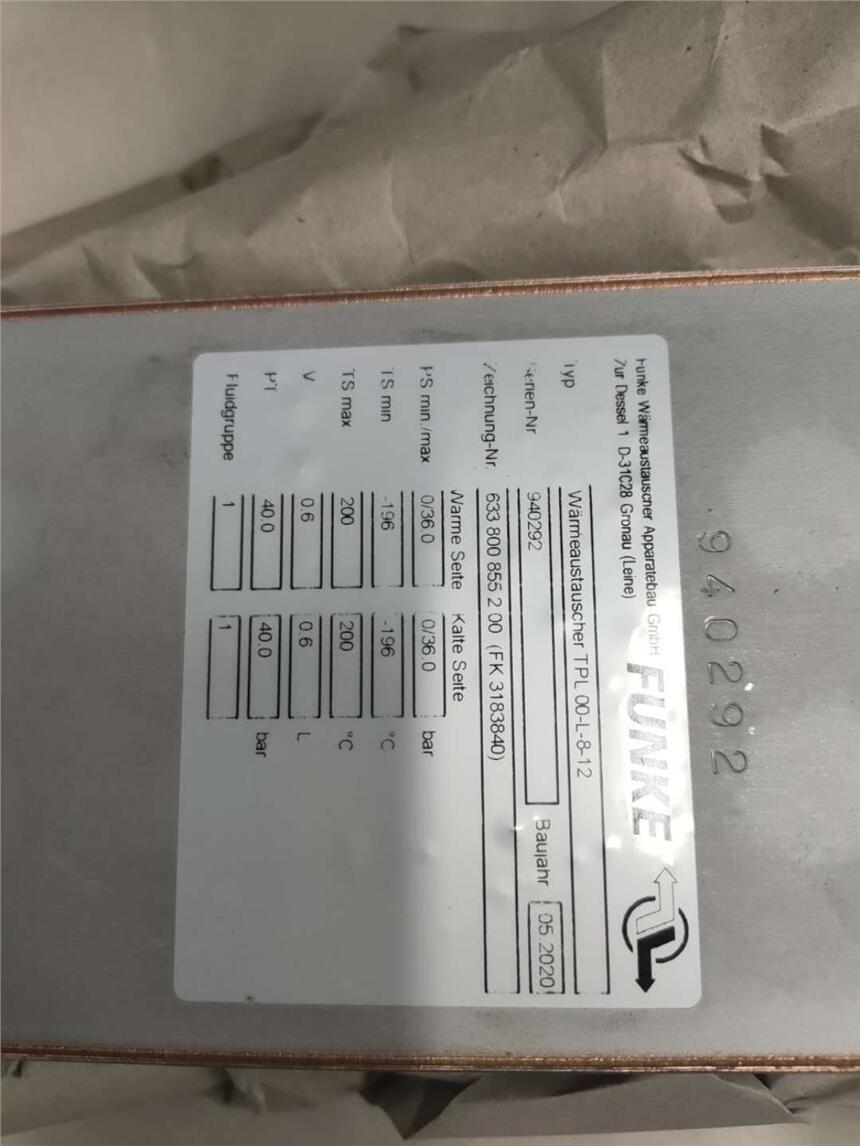 940292
Funke Wärmeaustauscher Apparatebau GmbH
Zur Dessel 1 D-31028 Gronau (Leine)
FUNKE
Typ Wärmeaustauscher TPL 00-L-8-12
Serien-Nr 940292 Baujahr 05.2020
Zeichnung-Nr. 633 800 855 2 00 (FK 3183840)
Warme Seite Kalte Seite
PS min./max 0/36.0 0/36.0 bar
TS min -196 -196 °C
TS max 200 200 °C
V 0.6 0.6 L
PT 40.0 40.0 bar
Fluidgruppe 1 1